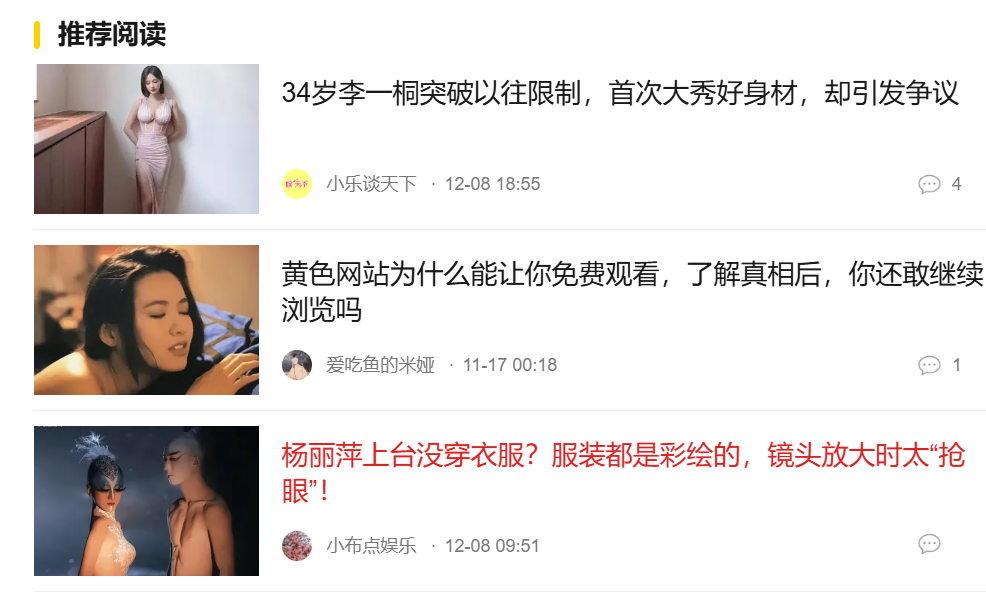 推荐阅读
34岁李一桐突破以往限制，首次大秀好身材，却引发争议
小乐谈天下 · 12-08 18:55 4
黄色网站为什么能让你免费观看，了解真相后，你还敢继续
浏览吗
爱吃鱼的米娅 · 11-17 00:18 1
杨丽萍上台没穿衣服？服装都是彩绘的，镜头放大时太“抢
眼”！
小布点娱乐 · 12-08 09:51